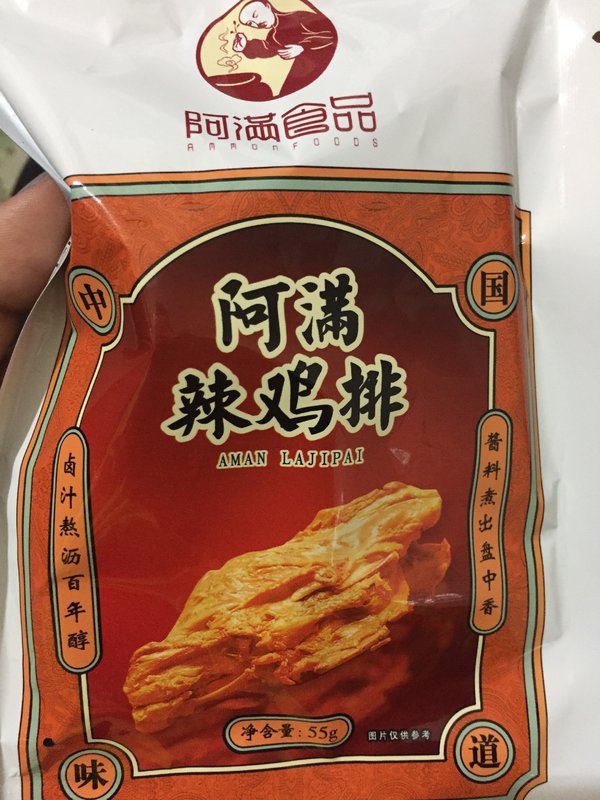 阿滿食品
AMMAnFOODS
中
国
阿满
辣鸡排
AMAN LAJIPAI
卤汁熬沥百年醇
酱料煮出盘中香
净含量：55g
图片仅供参考
味
道